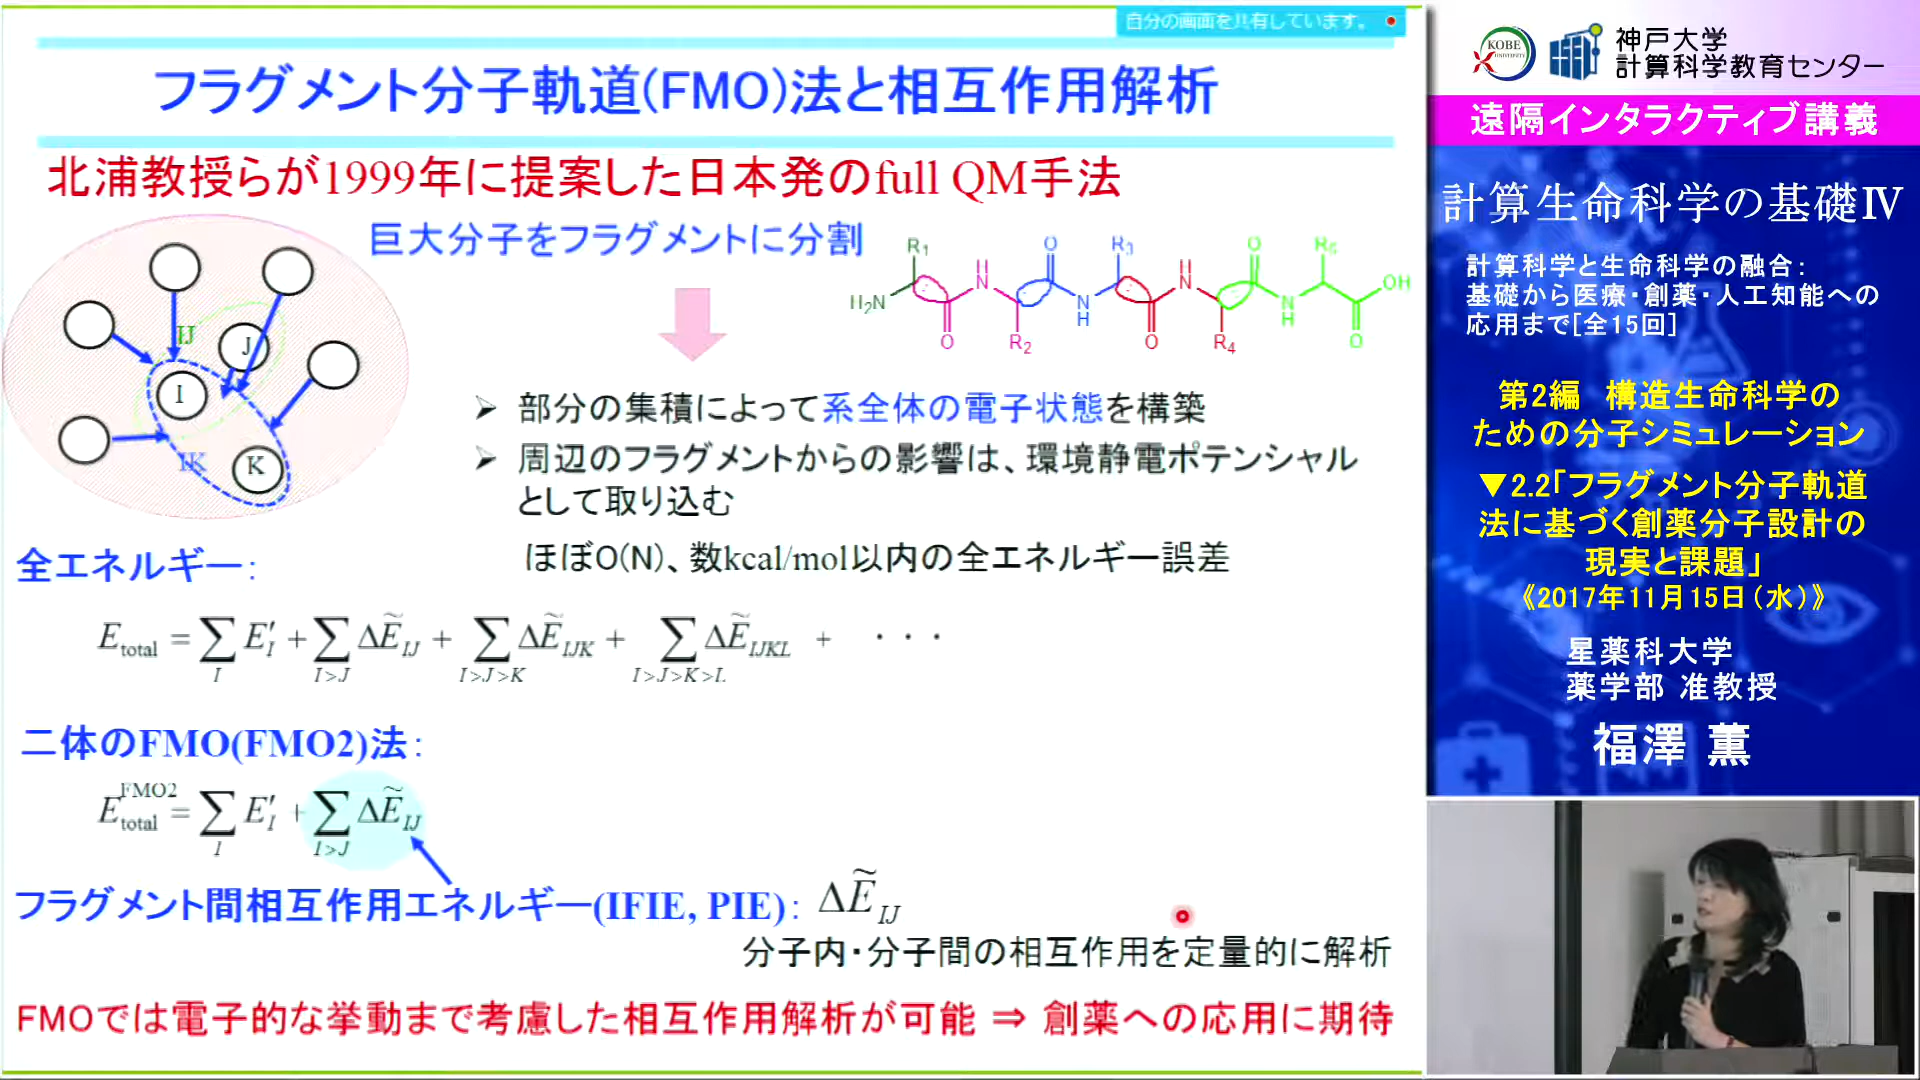 自分の画面を共有しています。
フラグメント分子軌道(FMO)法と相互作用解析
北浦教授らが1999年に提案した日本発のfull QM手法
巨大分子をフラグメントに分割
IJ
J
I
IK
K
R1
O
R3
O
R5
H
N
H
N
OH
H2N
N
H
N
H
O
R2
O
R4
O
➢ 部分の集積によって系全体の電子状態を構築
➢ 周辺のフラグメントからの影響は、環境静電ポテンシャル
として取り込む
ほぼO(N)、数kcal/mol以内の全エネルギー誤差
全エネルギー:
E_total = ∑_I E'_I + ∑_{I>J} ΔẼ_IJ + ∑_{I>J>K} ΔẼ_IJK + ∑_{I>J>K>L} ΔẼ_IJKL + ・・・
二体のFMO(FMO2)法:
E_total^FMO2 = ∑_I E'_I + ∑_{I>J} ΔẼ_IJ
フラグメント間相互作用エネルギー(IFIE, PIE): ΔẼ_IJ
分子内・分子間の相互作用を定量的に解析
FMOでは電子的な挙動まで考慮した相互作用解析が可能 ⇒ 創薬への応用に期待
KOBE
UNIVERSITY
神戸大学
計算科学教育センター
遠隔インタラクティブ講義
計算生命科学の基礎Ⅳ
計算科学と生命科学の融合:
基礎から医療・創薬・人工知能への
応用まで[全15回]
第2編 構造生命科学の
ための分子シミュレーション
▼2.2「フラグメント分子軌道
法に基づく創薬分子設計の
現実と課題」
《2017年11月15日(水)》
星薬科大学
薬学部 准教授
福澤 薫